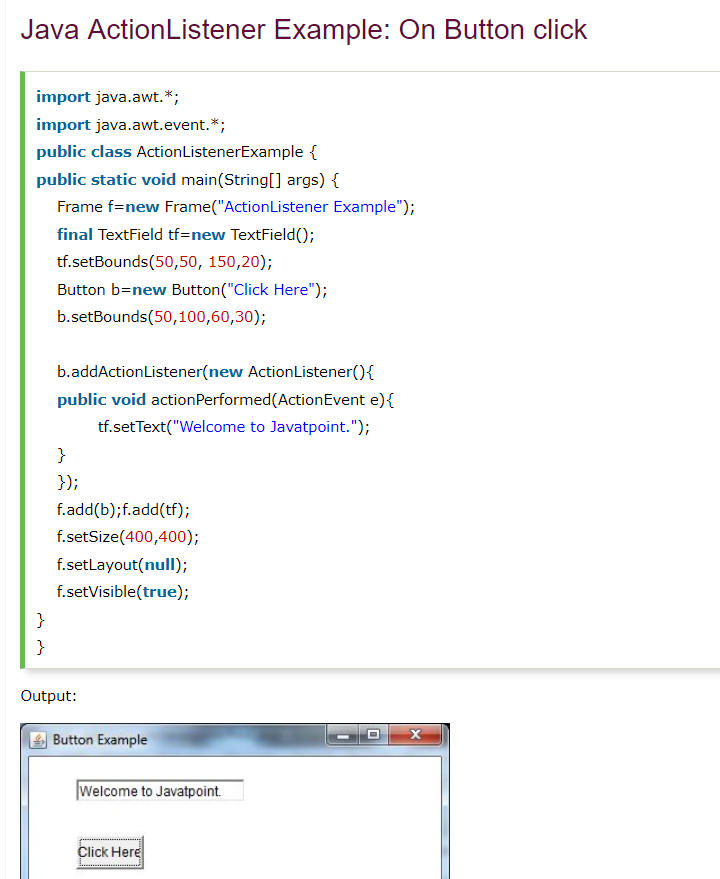 Java ActionListener Example: On Button click
import java.awt.*;
import java.awt.event.*;
public class ActionListenerExample {
public static void main(String[] args) {
Frame f=new Frame("ActionListener Example");
final TextField tf=new TextField();
tf.setBounds(50,50, 150,20);
Button b=new Button("Click Here");
b.setBounds(50,100,60,30);
b.addActionListener(new ActionListener(){
public void actionPerformed(ActionEvent e){
tf.setText("Welcome to Javatpoint.");
}
});
f.add(b);f.add(tf);
f.setSize(400,400);
f.setLayout(null);
f.setVisible(true);
}
}
Output:
Button Example
Welcome to Javatpoint.
Click Here